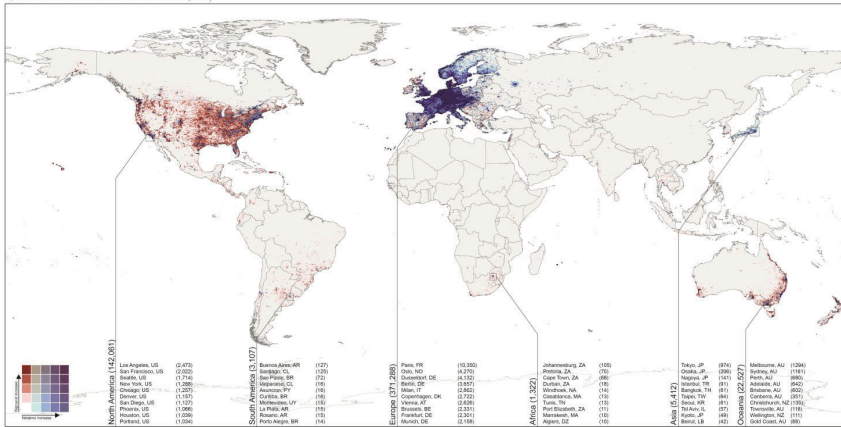 North America (142,061)
Los Angeles, US (2,473)
San Francisco, US (2,022)
Seattle, US (1,714)
New York, US (1,288)
Chicago, US (1,257)
Denver, US (1,157)
San Diego, US (1,127)
Phoenix, US (1,066)
Houston, US (1,039)
Portland, US (1,034)
South America (3,107)
Buenos Aires, AR (127)
Santiago, CL (125)
Sao Paulo, BR (72)
Valparaiso, CL (18)
Asuncion, PY (16)
Curitiba, BR (16)
Montevideo, UY (15)
La Plata, AR (15)
Rosario, AR (15)
Porto Alegre, BR (14)
Europe (371,288)
Paris, FR (10,350)
Oslo, NO (4,270)
Dusseldorf, DE (4,132)
Berlin, DE (3,657)
Milan, IT (2,862)
Copenhagen, DK (2,722)
Vienna, AT (2,626)
Brussels, BE (2,331)
Frankfurt, DE (2,301)
Munich, DE (2,158)
Africa (1,322)
Johannesburg, ZA (105)
Pretoria, ZA (70)
Cape Town, ZA (68)
Durban, ZA (18)
Windhoek, NA (14)
Casablanca, MA (13)
Tunis, TN (13)
Port Elizabeth, ZA (11)
Marrakesh, MA (10)
Algiers, DZ (10)
Asia (5,412)
Tokyo, JP (974)
Osaka, JP (396)
Nagoya, JP (141)
Istanbul, TR (91)
Taipei, TW (84)
Bangkok, TH (81)
Seoul, KR (61)
Tel Aviv, IL (57)
Kyoto, JP (49)
Beirut, LB (42)
Oceania (22,527)
Melbourne, AU (1294)
Sydney, AU (1161)
Perth, AU (680)
Adelaide, AU (642)
Brisbane, AU (602)
Canberra, AU (351)
Christchurch, NZ (135)
Townsville, AU (116)
Wellington, NZ (111)
Gold Coast, AU (88)
Relative increase